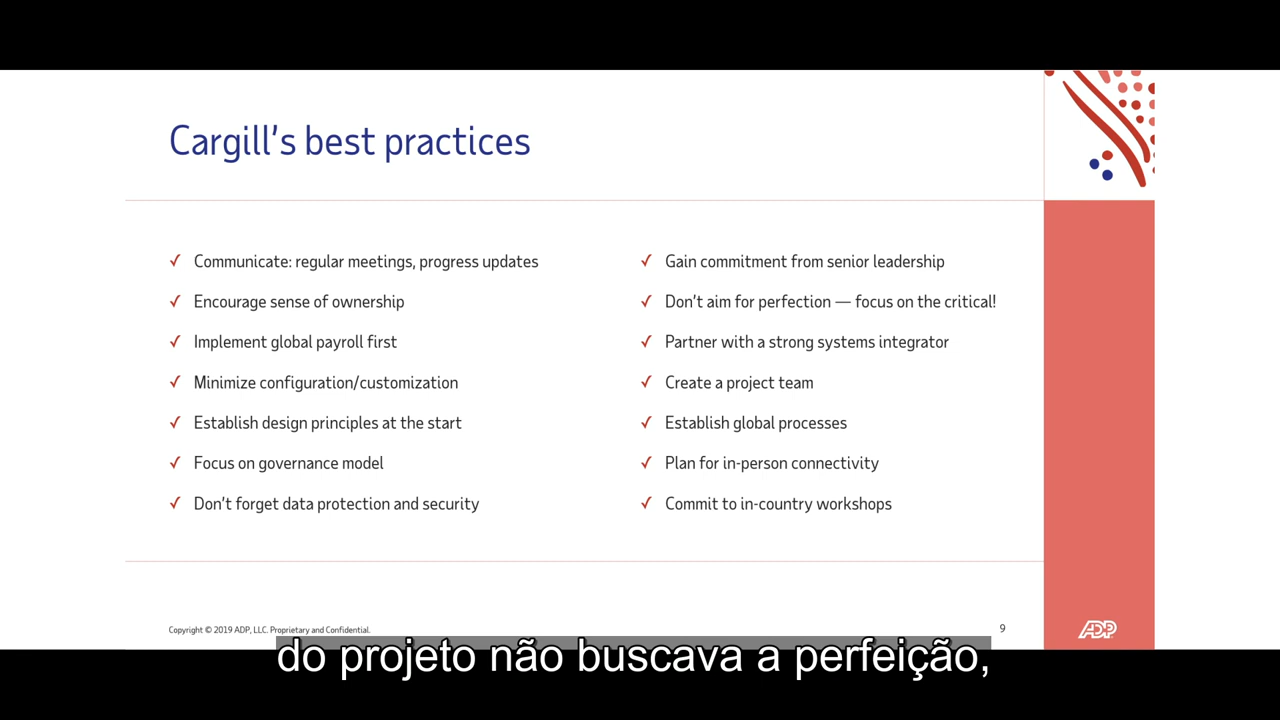 Cargill's best practices
✓ Communicate: regular meetings, progress updates
✓ Encourage sense of ownership
✓ Implement global payroll first
✓ Minimize configuration/customization
✓ Establish design principles at the start
✓ Focus on governance model
✓ Don't forget data protection and security
✓ Gain commitment from senior leadership
✓ Don't aim for perfection — focus on the critical!
✓ Partner with a strong systems integrator
✓ Create a project team
✓ Establish global processes
✓ Plan for in-person connectivity
✓ Commit to in-country workshops
Copyright © 2019 ADP, LLC. Proprietary and Confidential.
9
ADP
do projeto não buscava a perfeição,